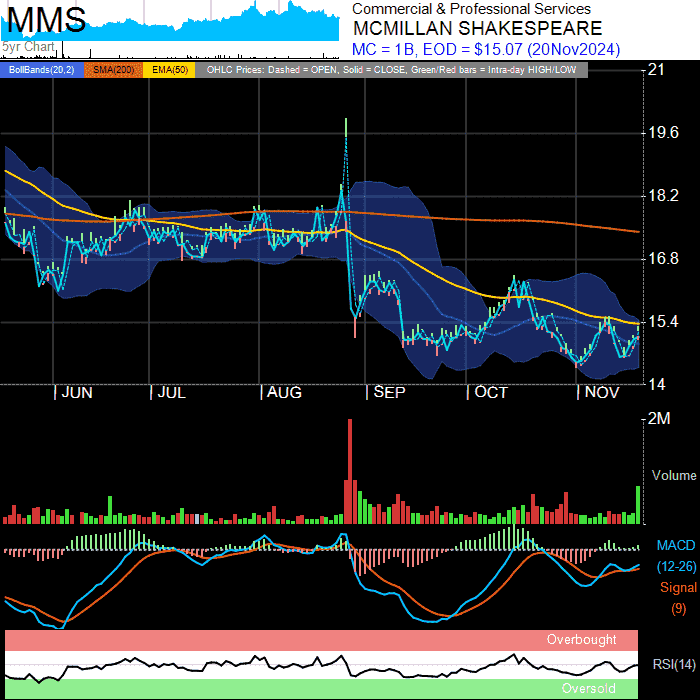 MMS
5yr Chart
Commercial & Professional Services
MCMILLAN SHAKESPEARE
MC = 1B, EOD = $15.07 (20Nov2024)
BollBands(20,2) SMA(200) EMA(50) OHLC Prices: Dashed = OPEN, Solid = CLOSE, Green/Red bars = Intra-day HIGH/LOW
21
19.6
18.2
16.8
15.4
14
JUN JUL AUG SEP OCT NOV
2M
Volume
MACD
(12-26)
Signal
(9)
Overbought
RSI(14)
Oversold